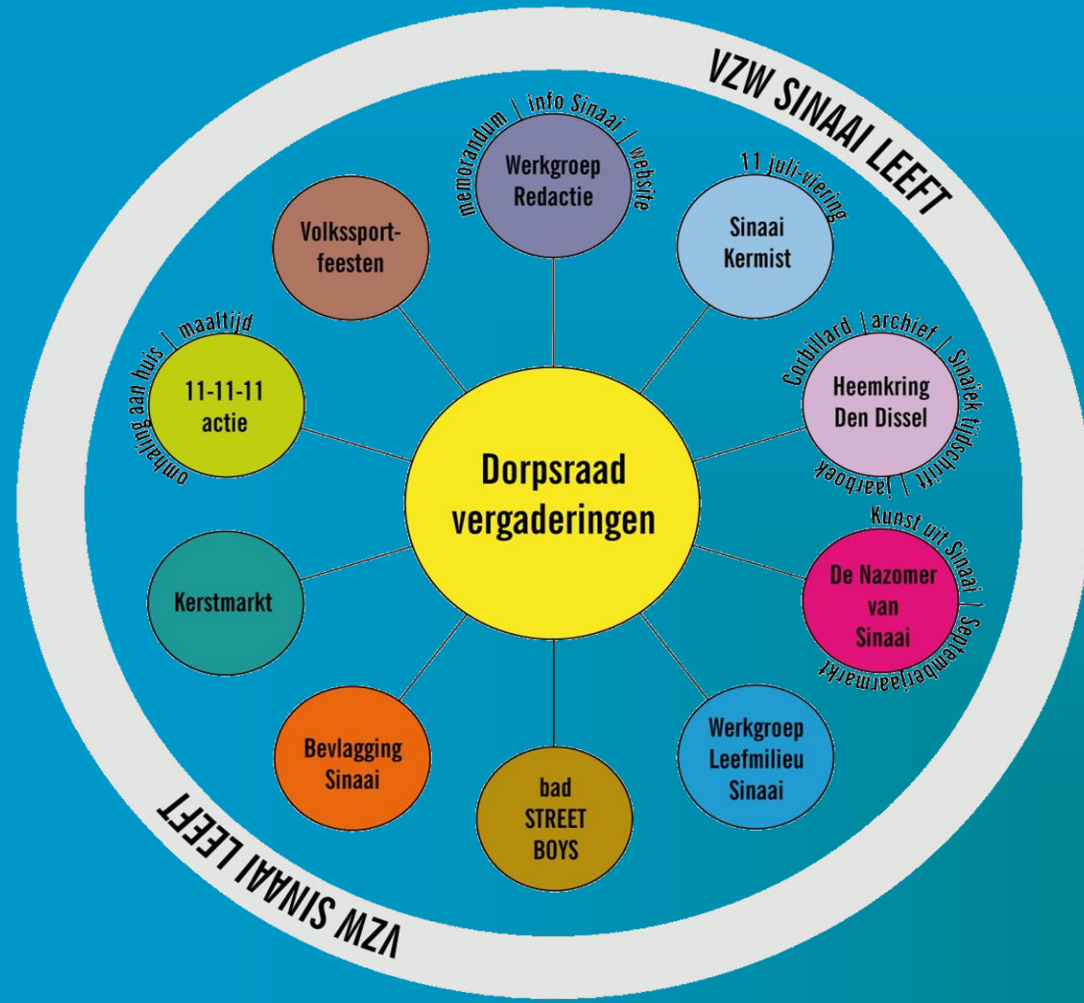 VZW SINAAI LEEFT
memorandum | info Sinaai | website
Werkgroep
Redactie
11 juli-viering
Sinaai
Kermist
Corbillard | archief | Sinaiek tijdschrift | jaarboek
Heemkring
Den Dissel
Kunst uit Sinaai | Septemberjaarmarkt
De Nazomer
van
Sinaai
Werkgroep
Leefmilieu
Sinaai
bad
STREET
BOYS
Bevlagging
Sinaai
Kerstmarkt
omhaling aan huis | maaltijd
11-11-11
actie
Volkssport-
feesten
Dorpsraad
vergaderingen
VZW SINAAI LEEFT